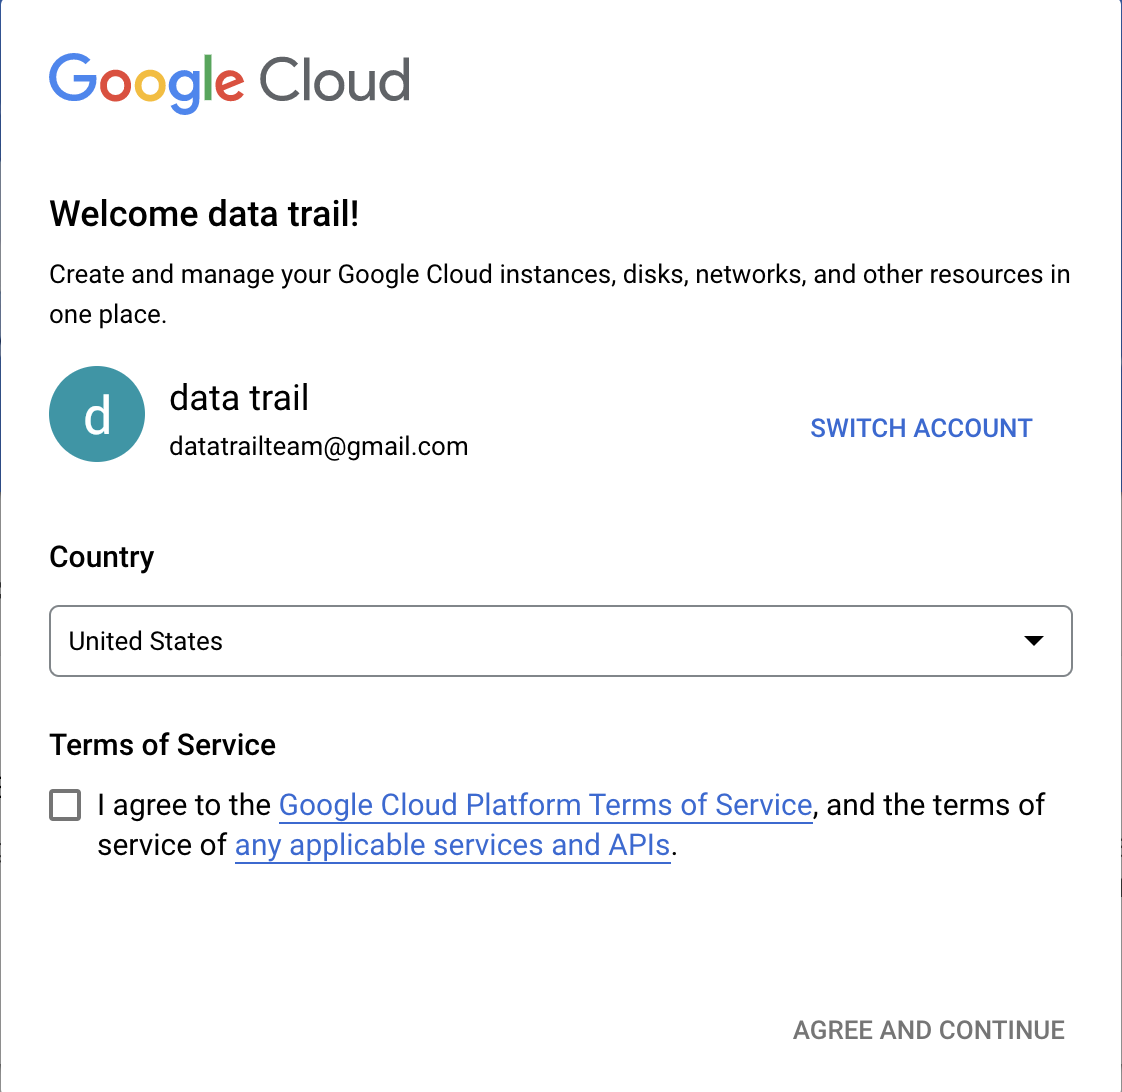 Google Cloud
Welcome data trail!
Create and manage your Google Cloud instances, disks, networks, and other resources in
one place.
d
data trail
datatrailteam@gmail.com
SWITCH ACCOUNT
Country
United States
Terms of Service
I agree to the Google Cloud Platform Terms of Service, and the terms of
service of any applicable services and APIs.
AGREE AND CONTINUE